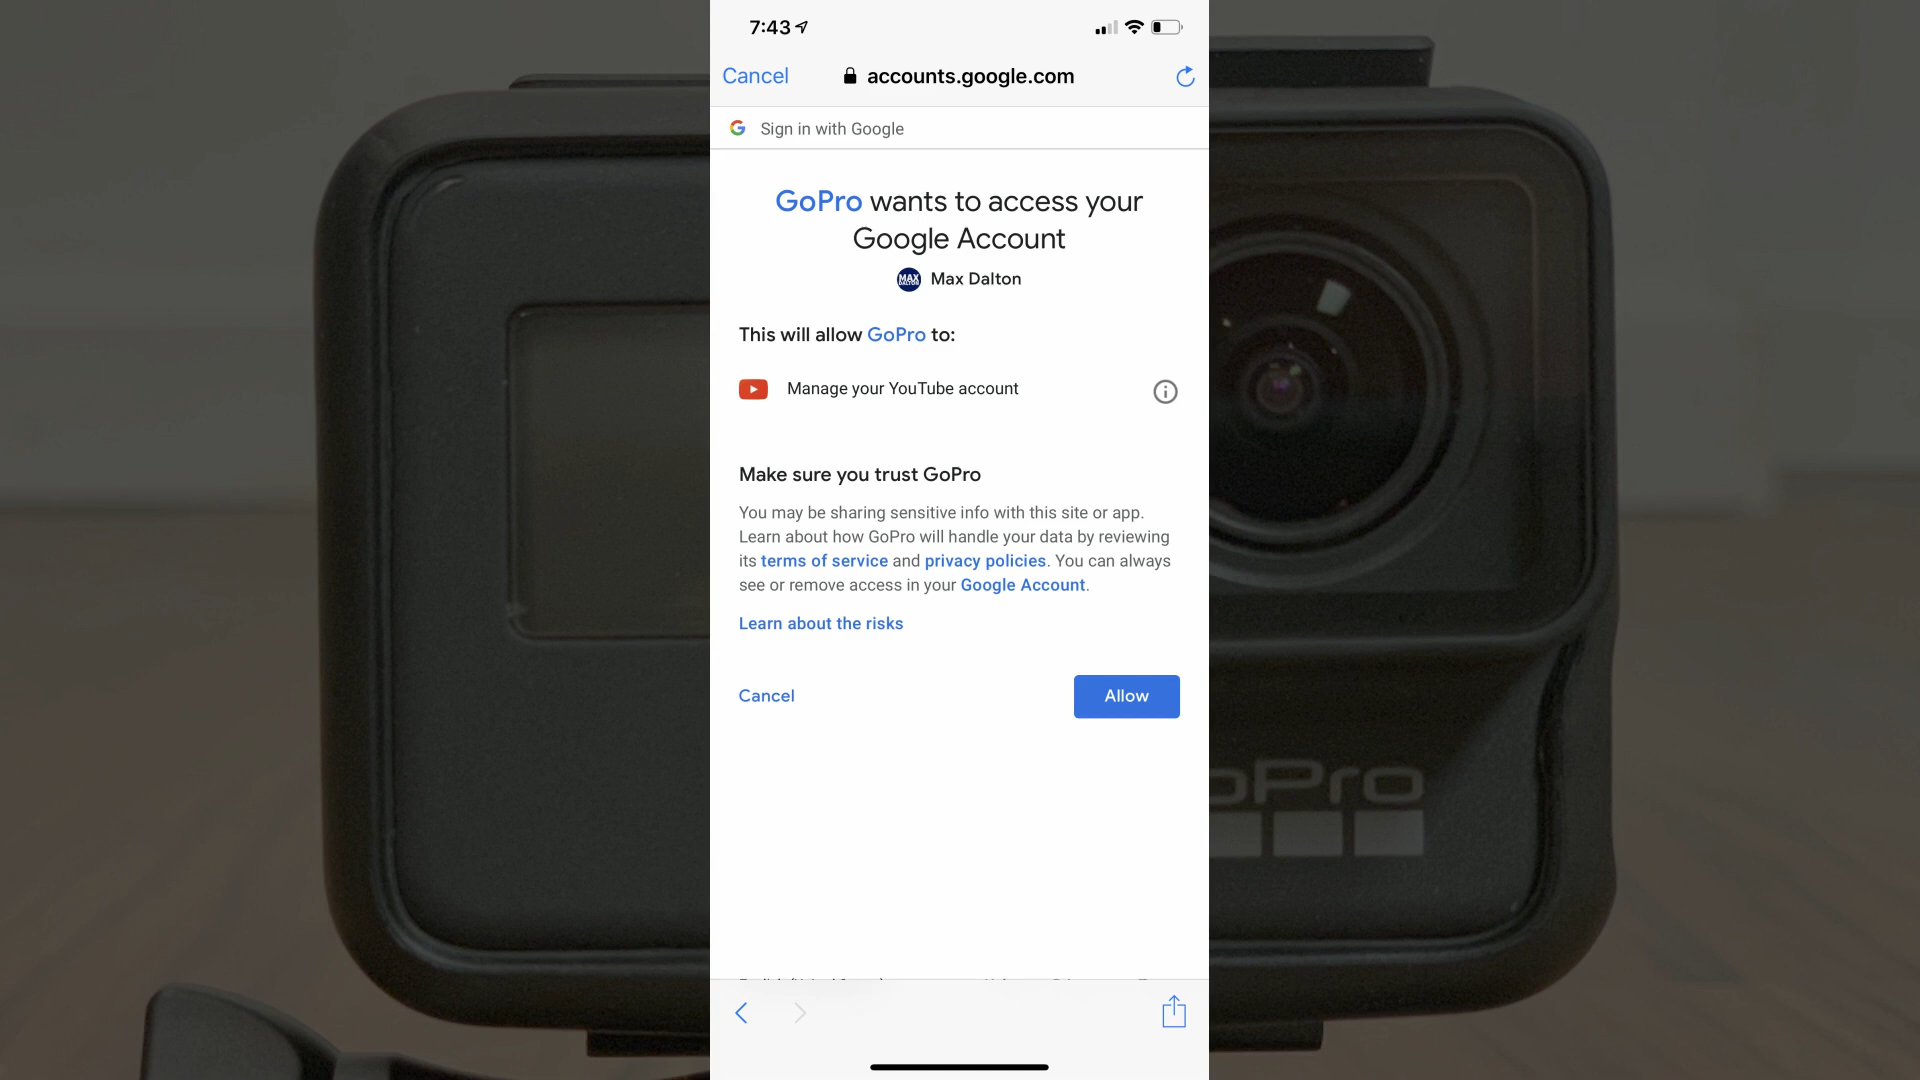 7:43
Cancel
accounts.google.com
Sign in with Google
GoPro wants to access your
Google Account
MAX
DALTON
Max Dalton
This will allow GoPro to:
Manage your YouTube account
Make sure you trust GoPro
You may be sharing sensitive info with this site or app.
Learn about how GoPro will handle your data by reviewing
its terms of service and privacy policies. You can always
see or remove access in your Google Account.
Learn about the risks
Cancel
Allow
oPro